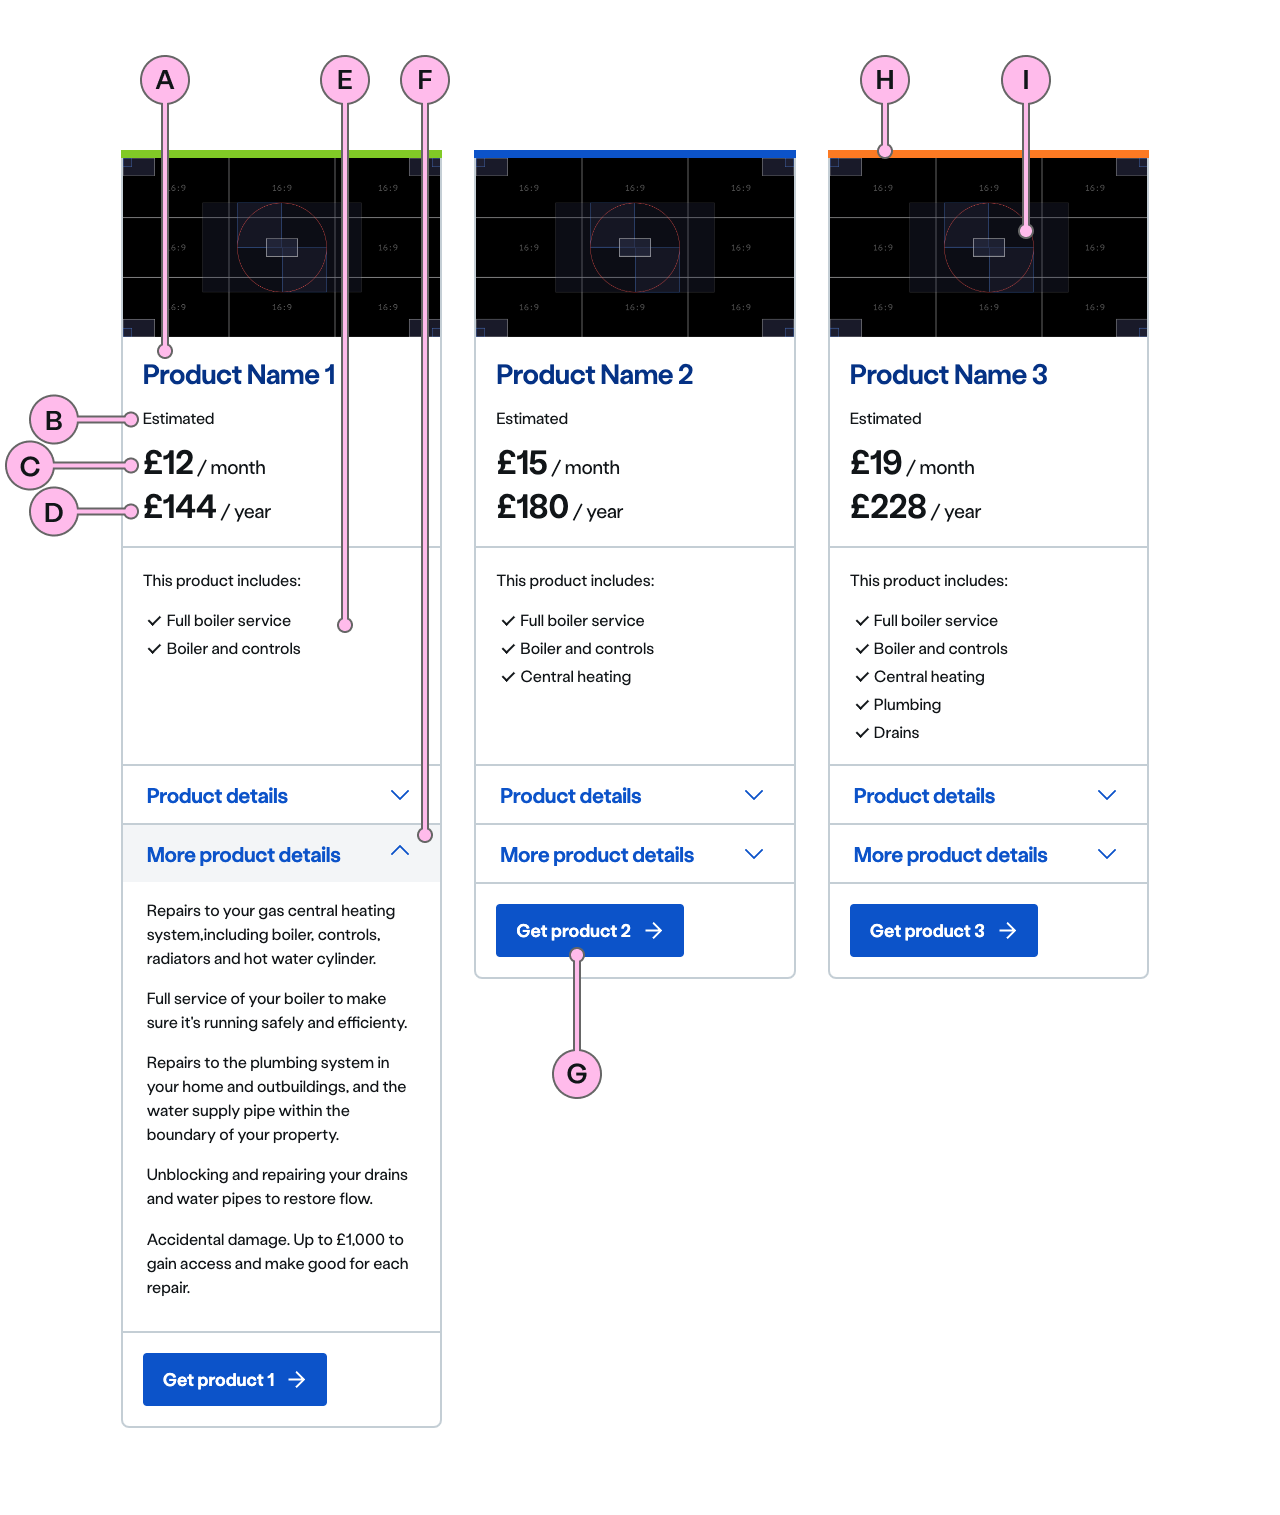 A
E
F
H
I
16:9 16:9 16:9
16:9 16:9 16:9
16:9 16:9 16:9
Product Name 1
B
Estimated
C
£12 / month
D
£144 / year
This product includes:
Full boiler service
Boiler and controls
Product details
More product details
Repairs to your gas central heating
system,including boiler, controls,
radiators and hot water cylinder.
Full service of your boiler to make
sure it's running safely and efficienty.
Repairs to the plumbing system in
your home and outbuildings, and the
water supply pipe within the
boundary of your property.
Unblocking and repairing your drains
and water pipes to restore flow.
Accidental damage. Up to £1,000 to
gain access and make good for each
repair.
Get product 1
16:9 16:9 16:9
16:9 16:9
16:9 16:9 16:9
Product Name 2
Estimated
£15 / month
£180 / year
This product includes:
Full boiler service
Boiler and controls
Central heating
Product details
More product details
Get product 2
G
16:9 16:9 16:9
16:9 16:9
16:9 16:9 16:9
Product Name 3
Estimated
£19 / month
£228 / year
This product includes:
Full boiler service
Boiler and controls
Central heating
Plumbing
Drains
Product details
More product details
Get product 3